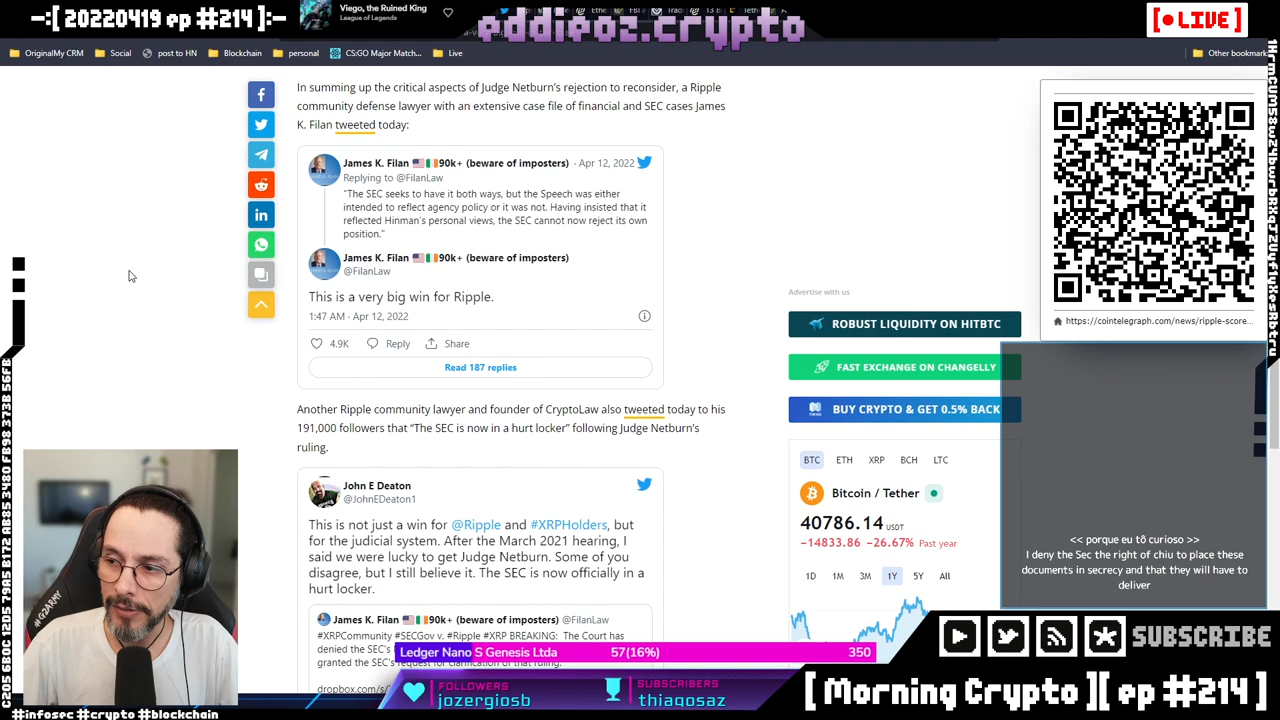 -:[ 20220419 ep #214 ]:-
Viego, the Ruined King
League of Legends
eddieoz.crypto
[ LIVE ]
OriginalMy CRM
Social
post to HN
Blockchain
personal
CS:GO Major Match...
Live
Other bookmark
In summing up the critical aspects of Judge Netburn's rejection to reconsider, a Ripple
community defense lawyer with an extensive case file of financial and SEC cases James
K. Filan tweeted today:
James K. Filan 🇺🇸🇮🇪90k+ (beware of imposters) · Apr 12, 2022
Replying to @FilanLaw
"The SEC seeks to have it both ways, but the Speech was either
intended to reflect agency policy or it was not. Having insisted that it
reflected Hinman's personal views, the SEC cannot now reject its own
position."
James K. Filan 🇺🇸🇮🇪90k+ (beware of imposters)
@FilanLaw
This is a very big win for Ripple.
1:47 AM · Apr 12, 2022
4.9K Reply Share
Read 187 replies
Another Ripple community lawyer and founder of CryptoLaw also tweeted today to his
191,000 followers that “The SEC is now in a hurt locker” following Judge Netburn’s
ruling.
John E Deaton
@JohnEDeaton1
This is not just a win for @Ripple and #XRPHolders, but
for the judicial system. After the March 2021 hearing, I
said we were lucky to get Judge Netburn. Some of you
disagree, but I still believe it. The SEC is now officially in a
hurt locker.
James K. Filan 🇺🇸🇮🇪90k+ (beware of imposters) @FilanLaw
#XRPCommunity #SECGov v. #Ripple #XRP BREAKING: The Court has
denied the SEC's
granted the SEC's request for clarification of that ruling.
dropbox.com/s/
Advertise with us
ROBUST LIQUIDITY ON HITBTC
FAST EXCHANGE ON CHANGELLY
BUY CRYPTO & GET 0.5% BACK
BTC ETH XRP BCH LTC
Bitcoin / Tether
40786.14 USDT
−14833.86 −26.67% Past year
1D 1M 3M 1Y 5Y All
https://cointelegraph.com/news/ripple-score...
<< porque eu tô curioso >>
I deny the Sec the right of chiu to place these
documents in secrecy and that they will have to
deliver
SUBSCRIBE
Ledger Nano S Genesis Ltda 57(16%) 350
FOLLOWERS
jozergiosb
SUBSCRIBERS
thiagosaz
[ Morning Crypto ][ ep #214 ]
#infosec #crypto #blockchain